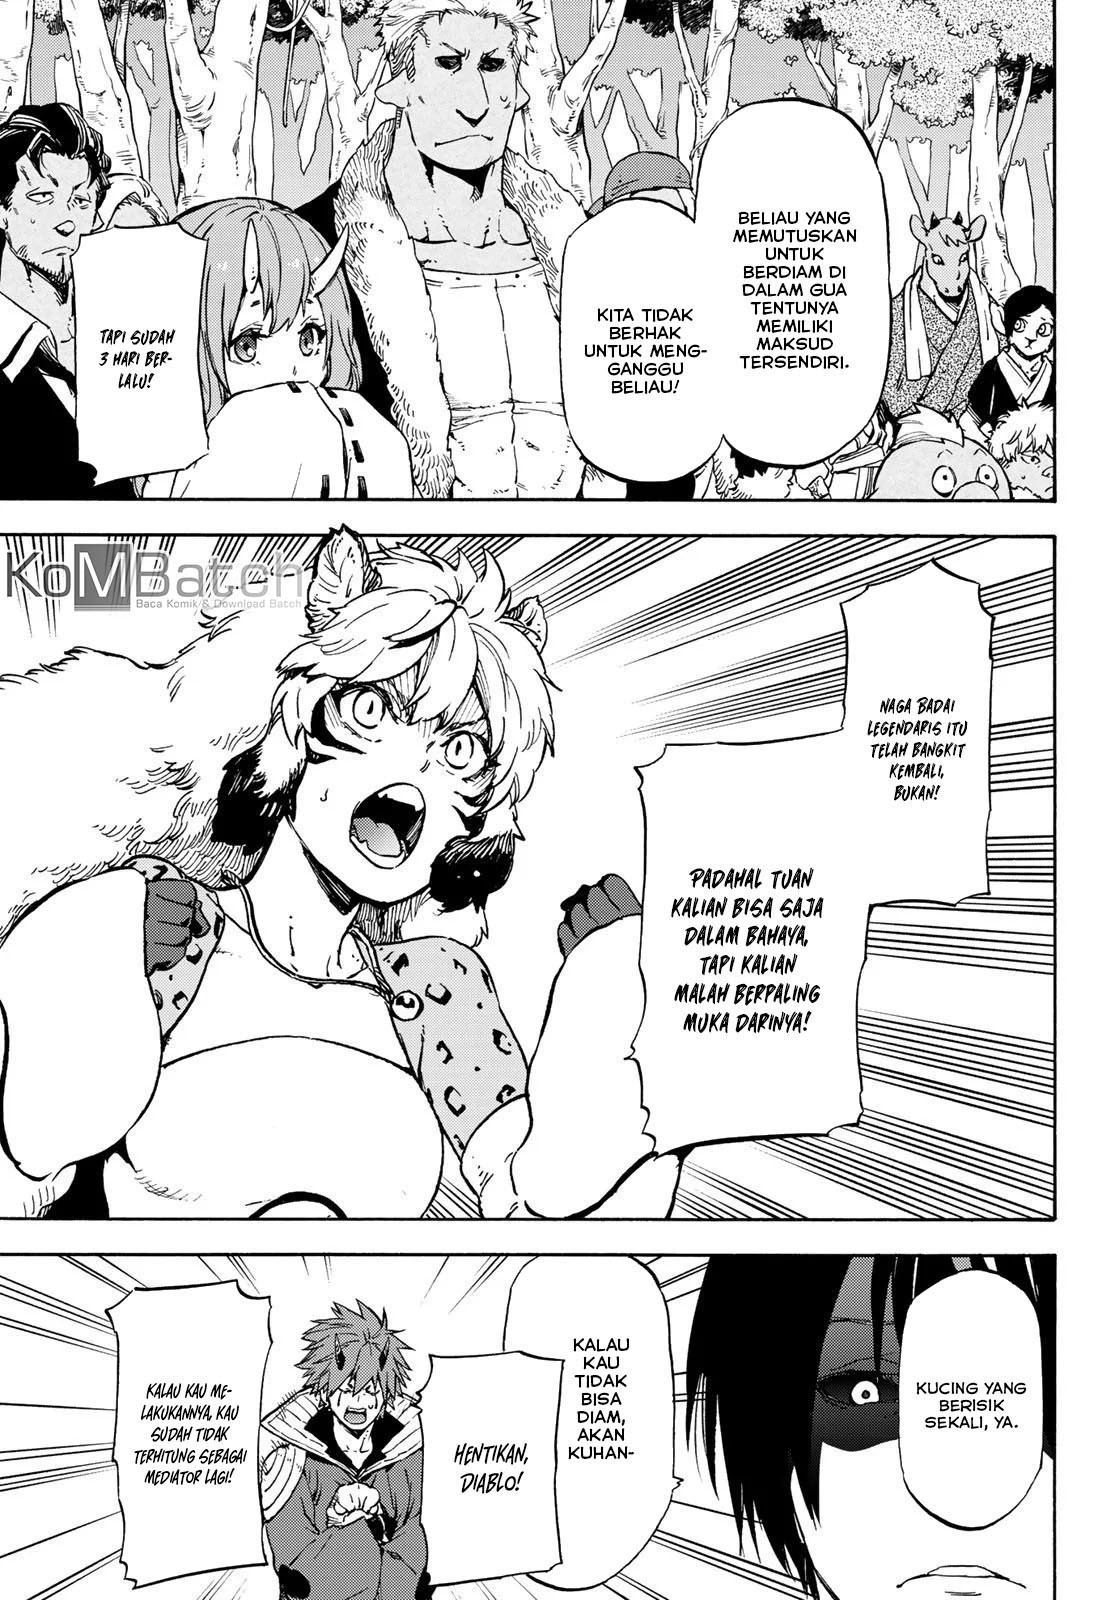 BELIAU YANG
MEMUTUSKAN
UNTUK
BERDIAM DI
DALAM GUA
TENTUNYA
MEMILIKI
MAKSUD
TERSENDIRI.
KITA TIDAK
BERHAK
UNTUK MENG-
GANGGU
BELIAU!
TAPI SUDAH
3 HARI BER-
LALU!
KOMBatch
Baca Komik & Download Batch
NAGA BADAI
LEGENDARIS ITU
TELAH BANGKIT
KEMBALI,
BUKAN!
PADAHAL TUAN
KALIAN BISA SAJA
DALAM BAHAYA,
TAPI KALIAN
MALAH BERPALING
MUKA DARINYA!
KUCING YANG
BERISIK
SEKALI, YA.
KALAU
KAU
TIDAK
BISA
DIAM,
AKAN
KUHAN-
HENTIKAN,
DIABLO!
KALAU KAU ME-
LAKUKANNYA, KAU
SUDAH TIDAK
TERHITUNG SEBAGAI
MEDIATOR LAGI!